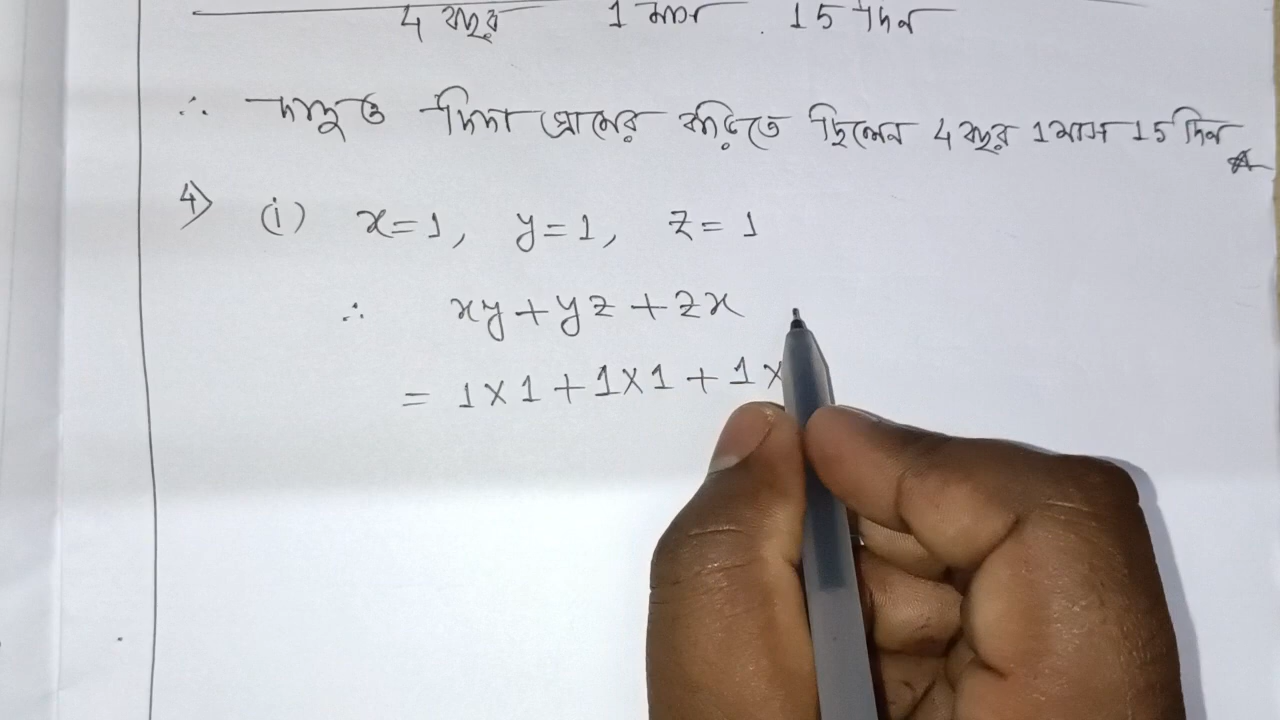 4 বছর 1 মাস 15 দিন
∴ দাদু ও দিদা গ্রামের বাড়িতে ছিলেন 4 বছর 1 মাস 15 দিন
4) (i) x=1, y=1, z=1
∴ xy+yz+zx
= 1×1+1×1+1×